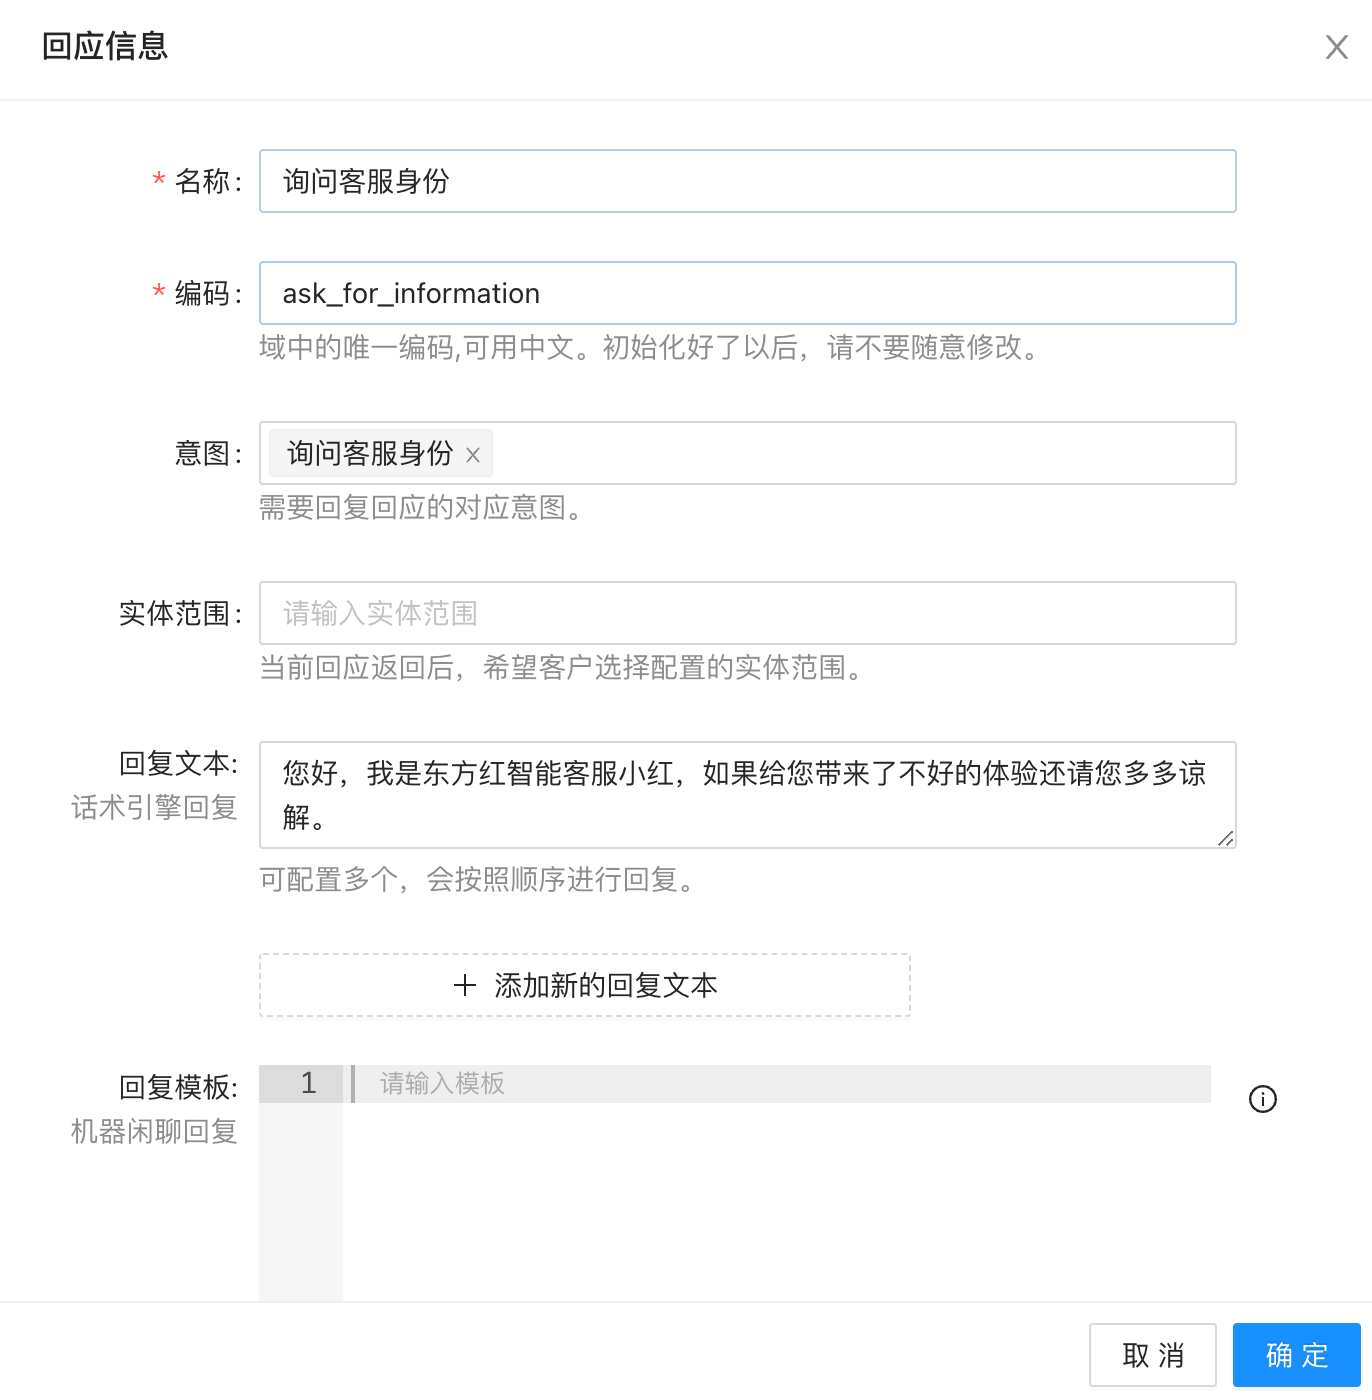 回应信息
* 名称: 询问客服身份
* 编码: ask_for_information
域中的唯一编码,可用中文。初始化好了以后，请不要随意修改。
意图: 询问客服身份
需要回复回应的对应意图。
实体范围: 请输入实体范围
当前回应返回后，希望客户选择配置的实体范围。
回复文本:
话术引擎回复
您好，我是东方红智能客服小红，如果给您带来了不好的体验还请您多多谅
解。
可配置多个，会按照顺序进行回复。
添加新的回复文本
回复模板:
机器闲聊回复
1 请输入模板
取 消 确 定